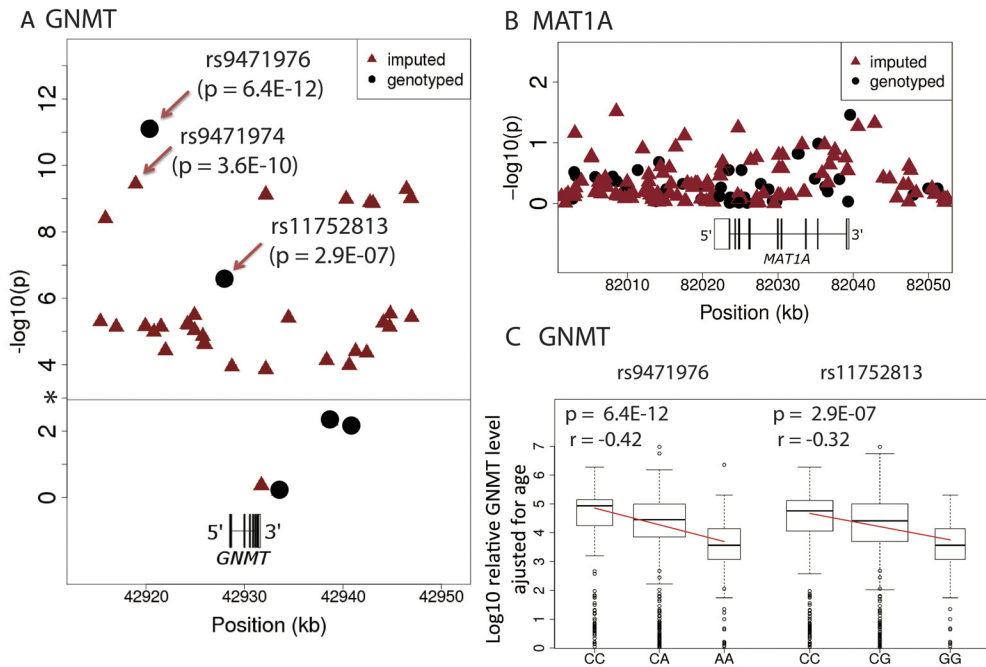 A GNMT
rs9471976
(p = 6.4E-12)
rs9471974
(p = 3.6E-10)
rs11752813
(p = 2.9E-07)
imputed
genotyped
-log10(p)
12
10
8
6
4
*
2
0
5' 3'
GNMT
42920 42930 42940 42950
Position (kb)
B MAT1A
imputed
genotyped
-log10(p)
2
1
0
5' 3'
MAT1A
82010 82020 82030 82040 82050
Position (kb)
C GNMT
rs9471976 rs11752813
p = 6.4E-12 p = 2.9E-07
r = -0.42 r = -0.32
Log10 relative GNMT level
ajusted for age
7
6
5
4
3
2
1
0
CC CA AA CC CG GG